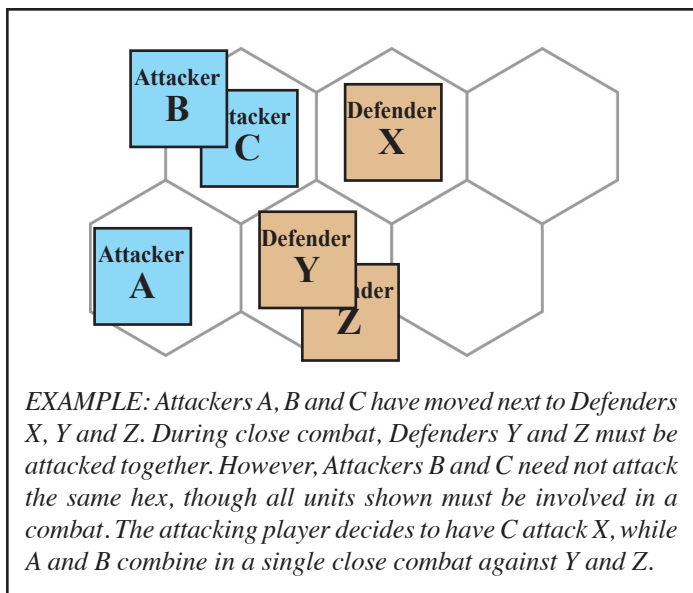 Attacker
B
ttacker
C
Defender
X
Attacker
A
Defender
Y
nder
Z
EXAMPLE: Attackers A, B and C have moved next to Defenders
X, Y and Z. During close combat, Defenders Y and Z must be
attacked together. However, Attackers B and C need not attack
the same hex, though all units shown must be involved in a
combat. The attacking player decides to have C attack X, while
A and B combine in a single close combat against Y and Z.